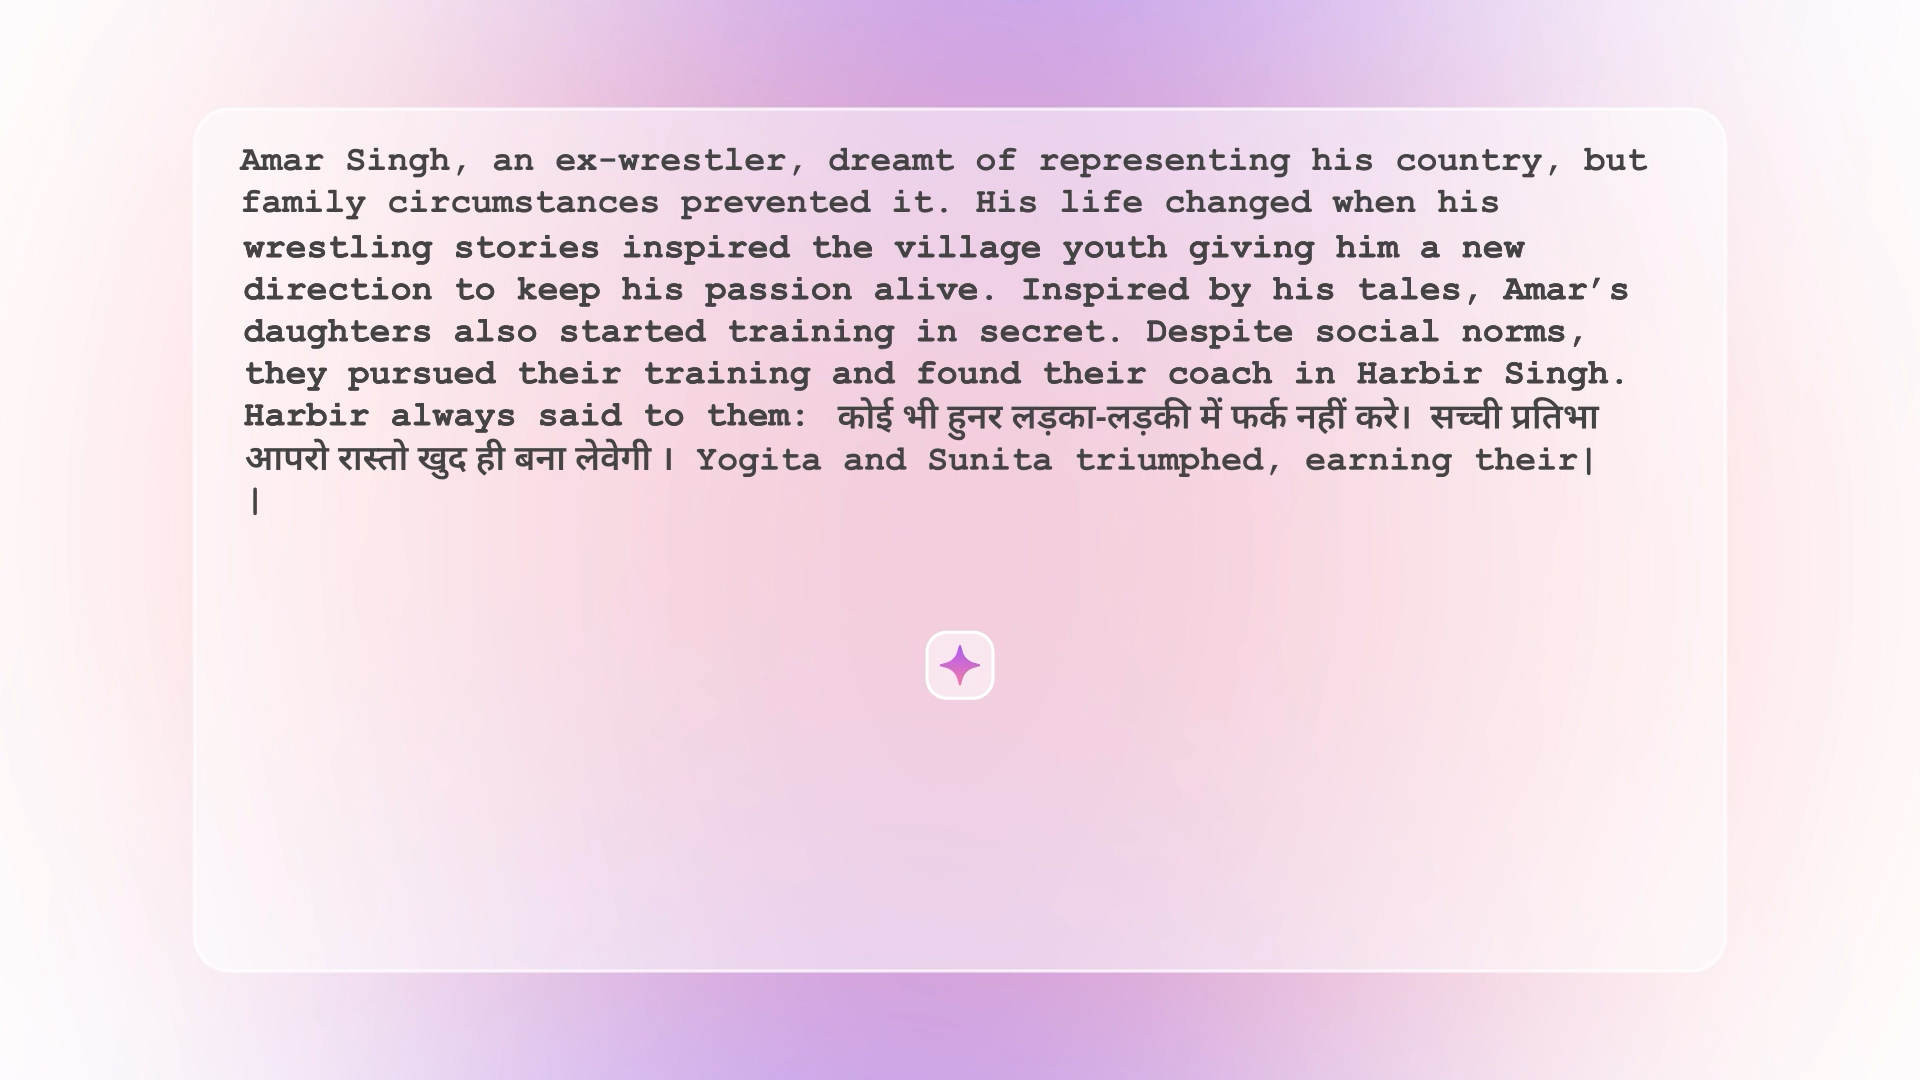 Amar Singh, an ex-wrestler, dreamt of representing his country, but
family circumstances prevented it. His life changed when his
wrestling stories inspired the village youth giving him a new
direction to keep his passion alive. Inspired by his tales, Amar’s
daughters also started training in secret. Despite social norms,
they pursued their training and found their coach in Harbir Singh.
Harbir always said to them: कोई भी हुनर लड़का-लड़की में फर्क नहीं करे। सच्ची प्रतिभा
आपरो रास्तो खुद ही बना लेवेगी । Yogita and Sunita triumphed, earning their|
|